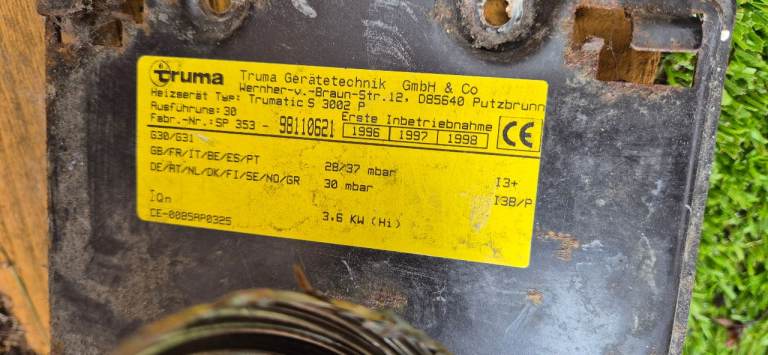 Truma Truma Gerätetechnik GmbH & Co
Wernher-v.-Braun-Str.12, D85640 Putzbrunn
Heizgerät Typ: Trumatic S 3002 P
Ausführung: 30
Fabr.-Nr.: SP 353 - 98110621
Erste Inbetriebnahme
1996 1997 1998
CE
G30/G31
GB/FR/IT/BE/ES/PT 28/37 mbar I3+
DE/AT/NL/DK/FI/SE/NO/GR 30 mbar I3B/P
IQn 3.6 KW (Hi)
CE-0085AP0325